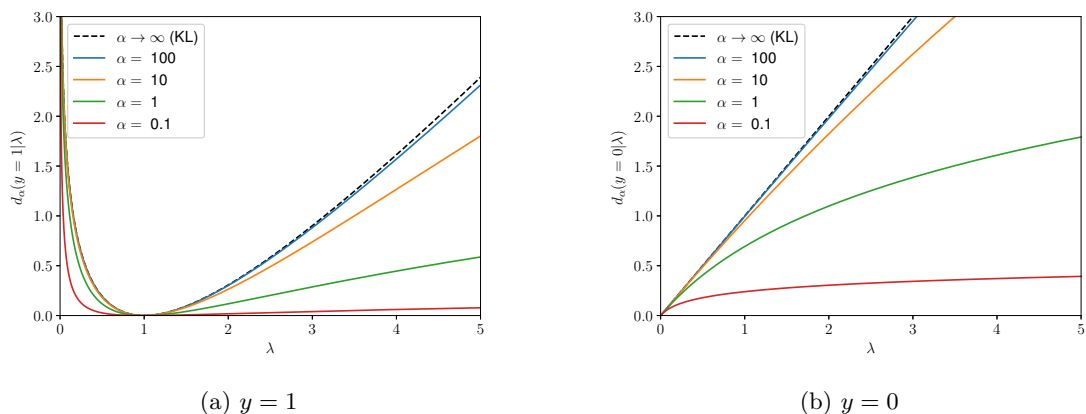 3.0
2.5
2.0
1.5
1.0
0.5
0.0
0 1 2 3 4 5
λ
d_α(y = 1|λ)
α → ∞ (KL)
α = 100
α = 10
α = 1
α = 0.1
(a) y = 1
3.0
2.5
2.0
1.5
1.0
0.5
0.0
0 1 2 3 4 5
λ
d_α(y = 0|λ)
α → ∞ (KL)
α = 100
α = 10
α = 1
α = 0.1
(b) y = 0